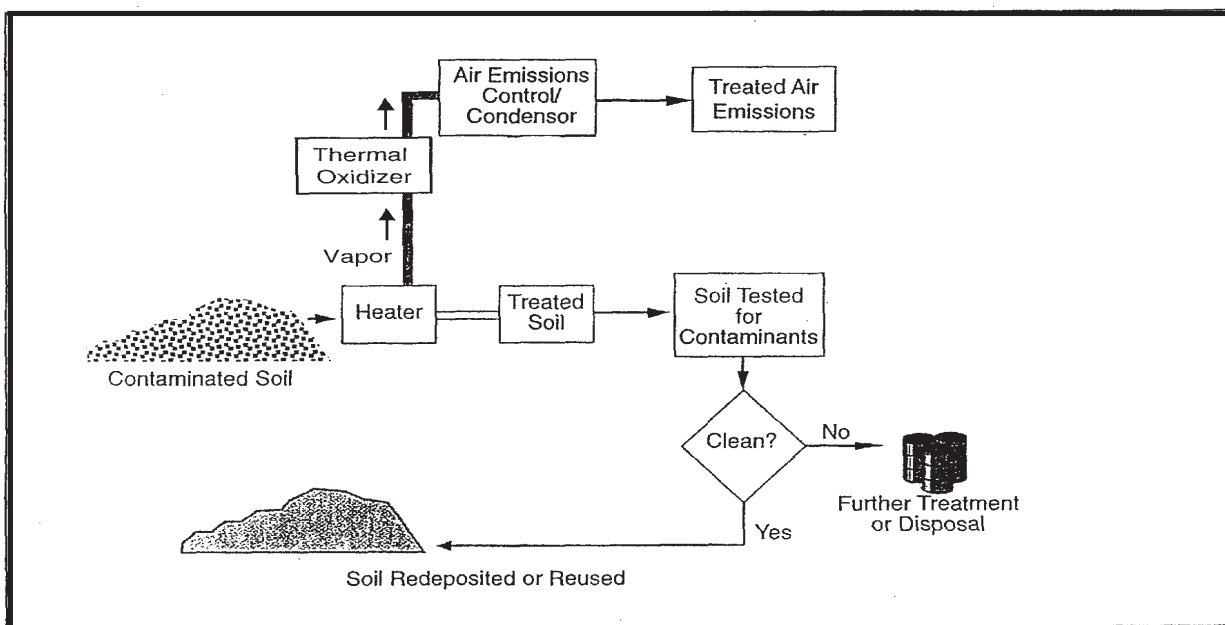 Air Emissions
Control/
Condensor
Treated Air
Emissions
Thermal
Oxidizer
Vapor
Heater
Treated
Soil
Soil Tested
for
Contaminants
Contaminated Soil
Clean?
No
Further Treatment
or Disposal
Yes
Soil Redeposited or Reused